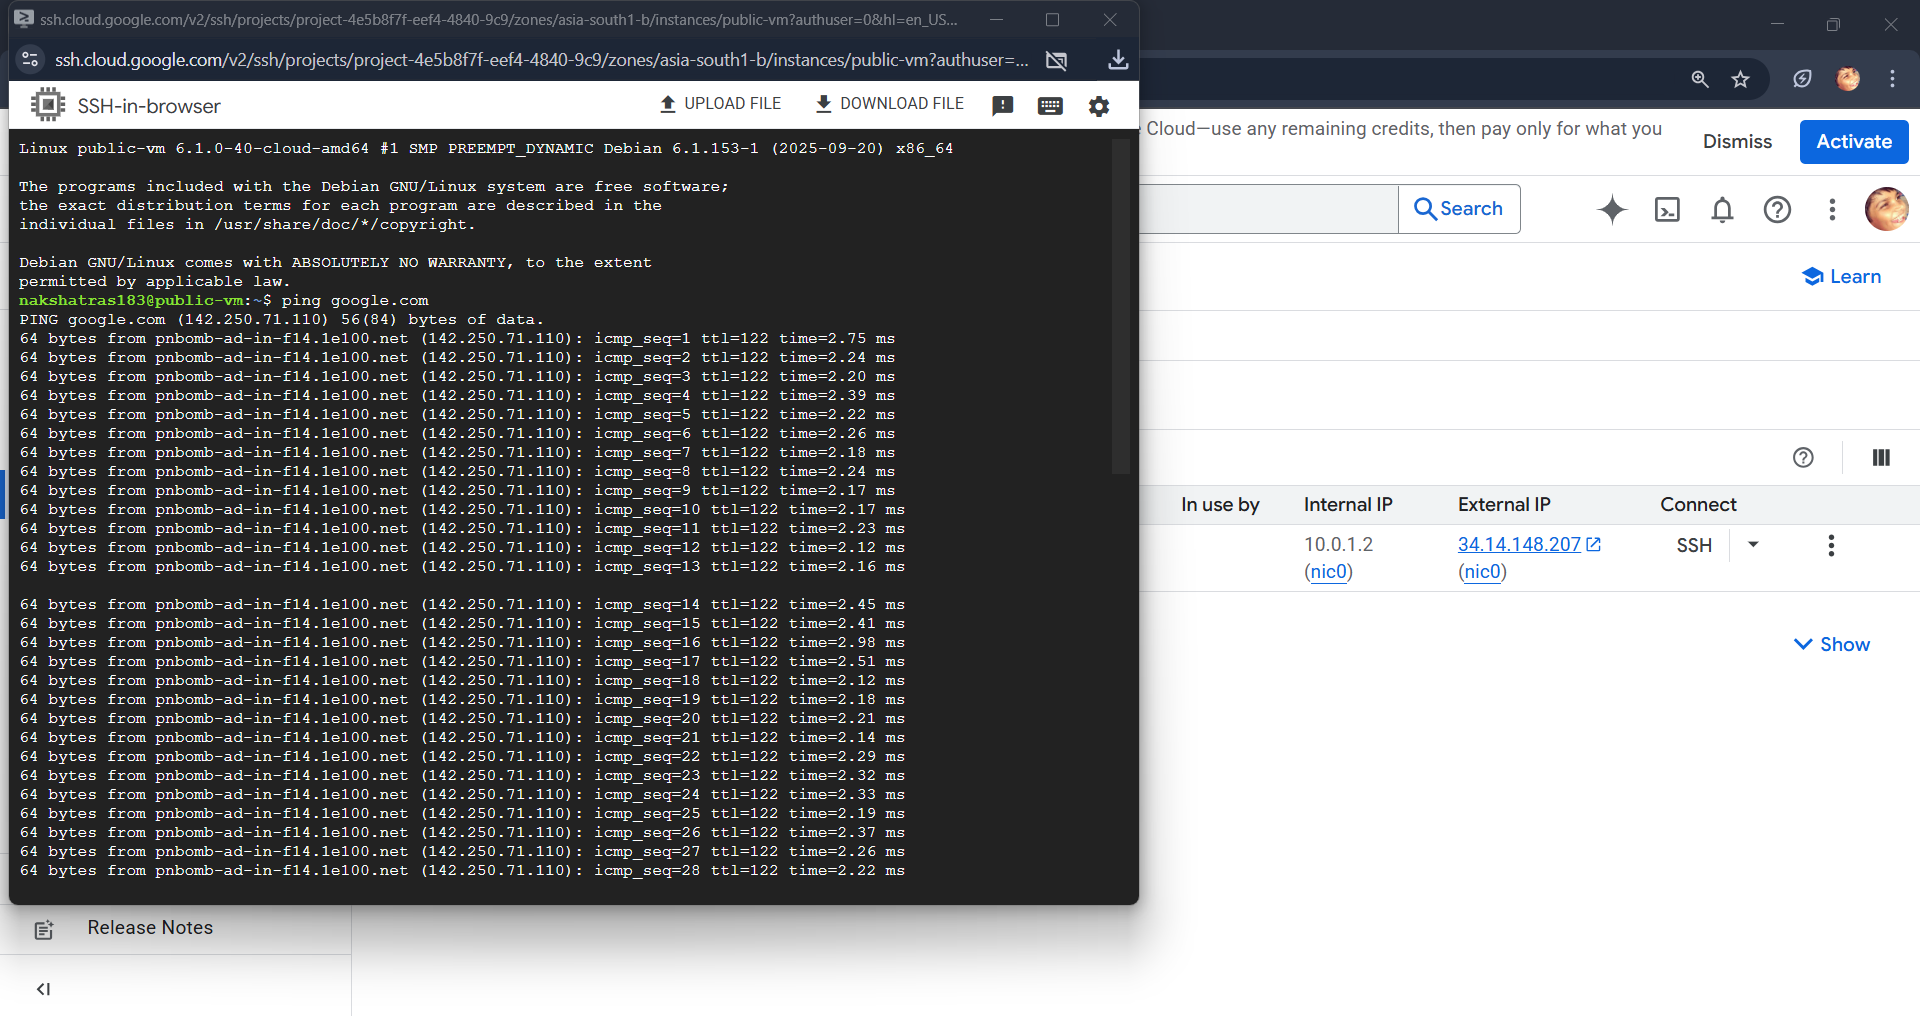 ssh.cloud.google.com/v2/ssh/projects/project-4e5b8f7f-eef4-4840-9c9/zones/asia-south1-b/instances/public-vm?authuser=0&hl=en_US...
ssh.cloud.google.com/v2/ssh/projects/project-4e5b8f7f-eef4-4840-9c9/zones/asia-south1-b/instances/public-vm?authuser=...
SSH-in-browser
UPLOAD FILE
DOWNLOAD FILE
Linux public-vm 6.1.0-40-cloud-amd64 #1 SMP PREEMPT_DYNAMIC Debian 6.1.153-1 (2025-09-20) x86_64
The programs included with the Debian GNU/Linux system are free software;
the exact distribution terms for each program are described in the
individual files in /usr/share/doc/*/copyright.
Debian GNU/Linux comes with ABSOLUTELY NO WARRANTY, to the extent
permitted by applicable law.
nakshatras183@public-vm:~$ ping google.com
PING google.com (142.250.71.110) 56(84) bytes of data.
64 bytes from pnbomb-ad-in-f14.1e100.net (142.250.71.110): icmp_seq=1 ttl=122 time=2.75 ms
64 bytes from pnbomb-ad-in-f14.1e100.net (142.250.71.110): icmp_seq=2 ttl=122 time=2.24 ms
64 bytes from pnbomb-ad-in-f14.1e100.net (142.250.71.110): icmp_seq=3 ttl=122 time=2.20 ms
64 bytes from pnbomb-ad-in-f14.1e100.net (142.250.71.110): icmp_seq=4 ttl=122 time=2.39 ms
64 bytes from pnbomb-ad-in-f14.1e100.net (142.250.71.110): icmp_seq=5 ttl=122 time=2.22 ms
64 bytes from pnbomb-ad-in-f14.1e100.net (142.250.71.110): icmp_seq=6 ttl=122 time=2.26 ms
64 bytes from pnbomb-ad-in-f14.1e100.net (142.250.71.110): icmp_seq=7 ttl=122 time=2.18 ms
64 bytes from pnbomb-ad-in-f14.1e100.net (142.250.71.110): icmp_seq=8 ttl=122 time=2.24 ms
64 bytes from pnbomb-ad-in-f14.1e100.net (142.250.71.110): icmp_seq=9 ttl=122 time=2.17 ms
64 bytes from pnbomb-ad-in-f14.1e100.net (142.250.71.110): icmp_seq=10 ttl=122 time=2.17 ms
64 bytes from pnbomb-ad-in-f14.1e100.net (142.250.71.110): icmp_seq=11 ttl=122 time=2.23 ms
64 bytes from pnbomb-ad-in-f14.1e100.net (142.250.71.110): icmp_seq=12 ttl=122 time=2.12 ms
64 bytes from pnbomb-ad-in-f14.1e100.net (142.250.71.110): icmp_seq=13 ttl=122 time=2.16 ms
64 bytes from pnbomb-ad-in-f14.1e100.net (142.250.71.110): icmp_seq=14 ttl=122 time=2.45 ms
64 bytes from pnbomb-ad-in-f14.1e100.net (142.250.71.110): icmp_seq=15 ttl=122 time=2.41 ms
64 bytes from pnbomb-ad-in-f14.1e100.net (142.250.71.110): icmp_seq=16 ttl=122 time=2.98 ms
64 bytes from pnbomb-ad-in-f14.1e100.net (142.250.71.110): icmp_seq=17 ttl=122 time=2.51 ms
64 bytes from pnbomb-ad-in-f14.1e100.net (142.250.71.110): icmp_seq=18 ttl=122 time=2.12 ms
64 bytes from pnbomb-ad-in-f14.1e100.net (142.250.71.110): icmp_seq=19 ttl=122 time=2.18 ms
64 bytes from pnbomb-ad-in-f14.1e100.net (142.250.71.110): icmp_seq=20 ttl=122 time=2.21 ms
64 bytes from pnbomb-ad-in-f14.1e100.net (142.250.71.110): icmp_seq=21 ttl=122 time=2.14 ms
64 bytes from pnbomb-ad-in-f14.1e100.net (142.250.71.110): icmp_seq=22 ttl=122 time=2.29 ms
64 bytes from pnbomb-ad-in-f14.1e100.net (142.250.71.110): icmp_seq=23 ttl=122 time=2.32 ms
64 bytes from pnbomb-ad-in-f14.1e100.net (142.250.71.110): icmp_seq=24 ttl=122 time=2.33 ms
64 bytes from pnbomb-ad-in-f14.1e100.net (142.250.71.110): icmp_seq=25 ttl=122 time=2.19 ms
64 bytes from pnbomb-ad-in-f14.1e100.net (142.250.71.110): icmp_seq=26 ttl=122 time=2.37 ms
64 bytes from pnbomb-ad-in-f14.1e100.net (142.250.71.110): icmp_seq=27 ttl=122 time=2.26 ms
64 bytes from pnbomb-ad-in-f14.1e100.net (142.250.71.110): icmp_seq=28 ttl=122 time=2.22 ms
Cloud—use any remaining credits, then pay only for what you
Dismiss
Activate
Search
Learn
In use by Internal IP External IP Connect
10.0.1.2 34.14.148.207 SSH
(nic0) (nic0)
Show
Release Notes